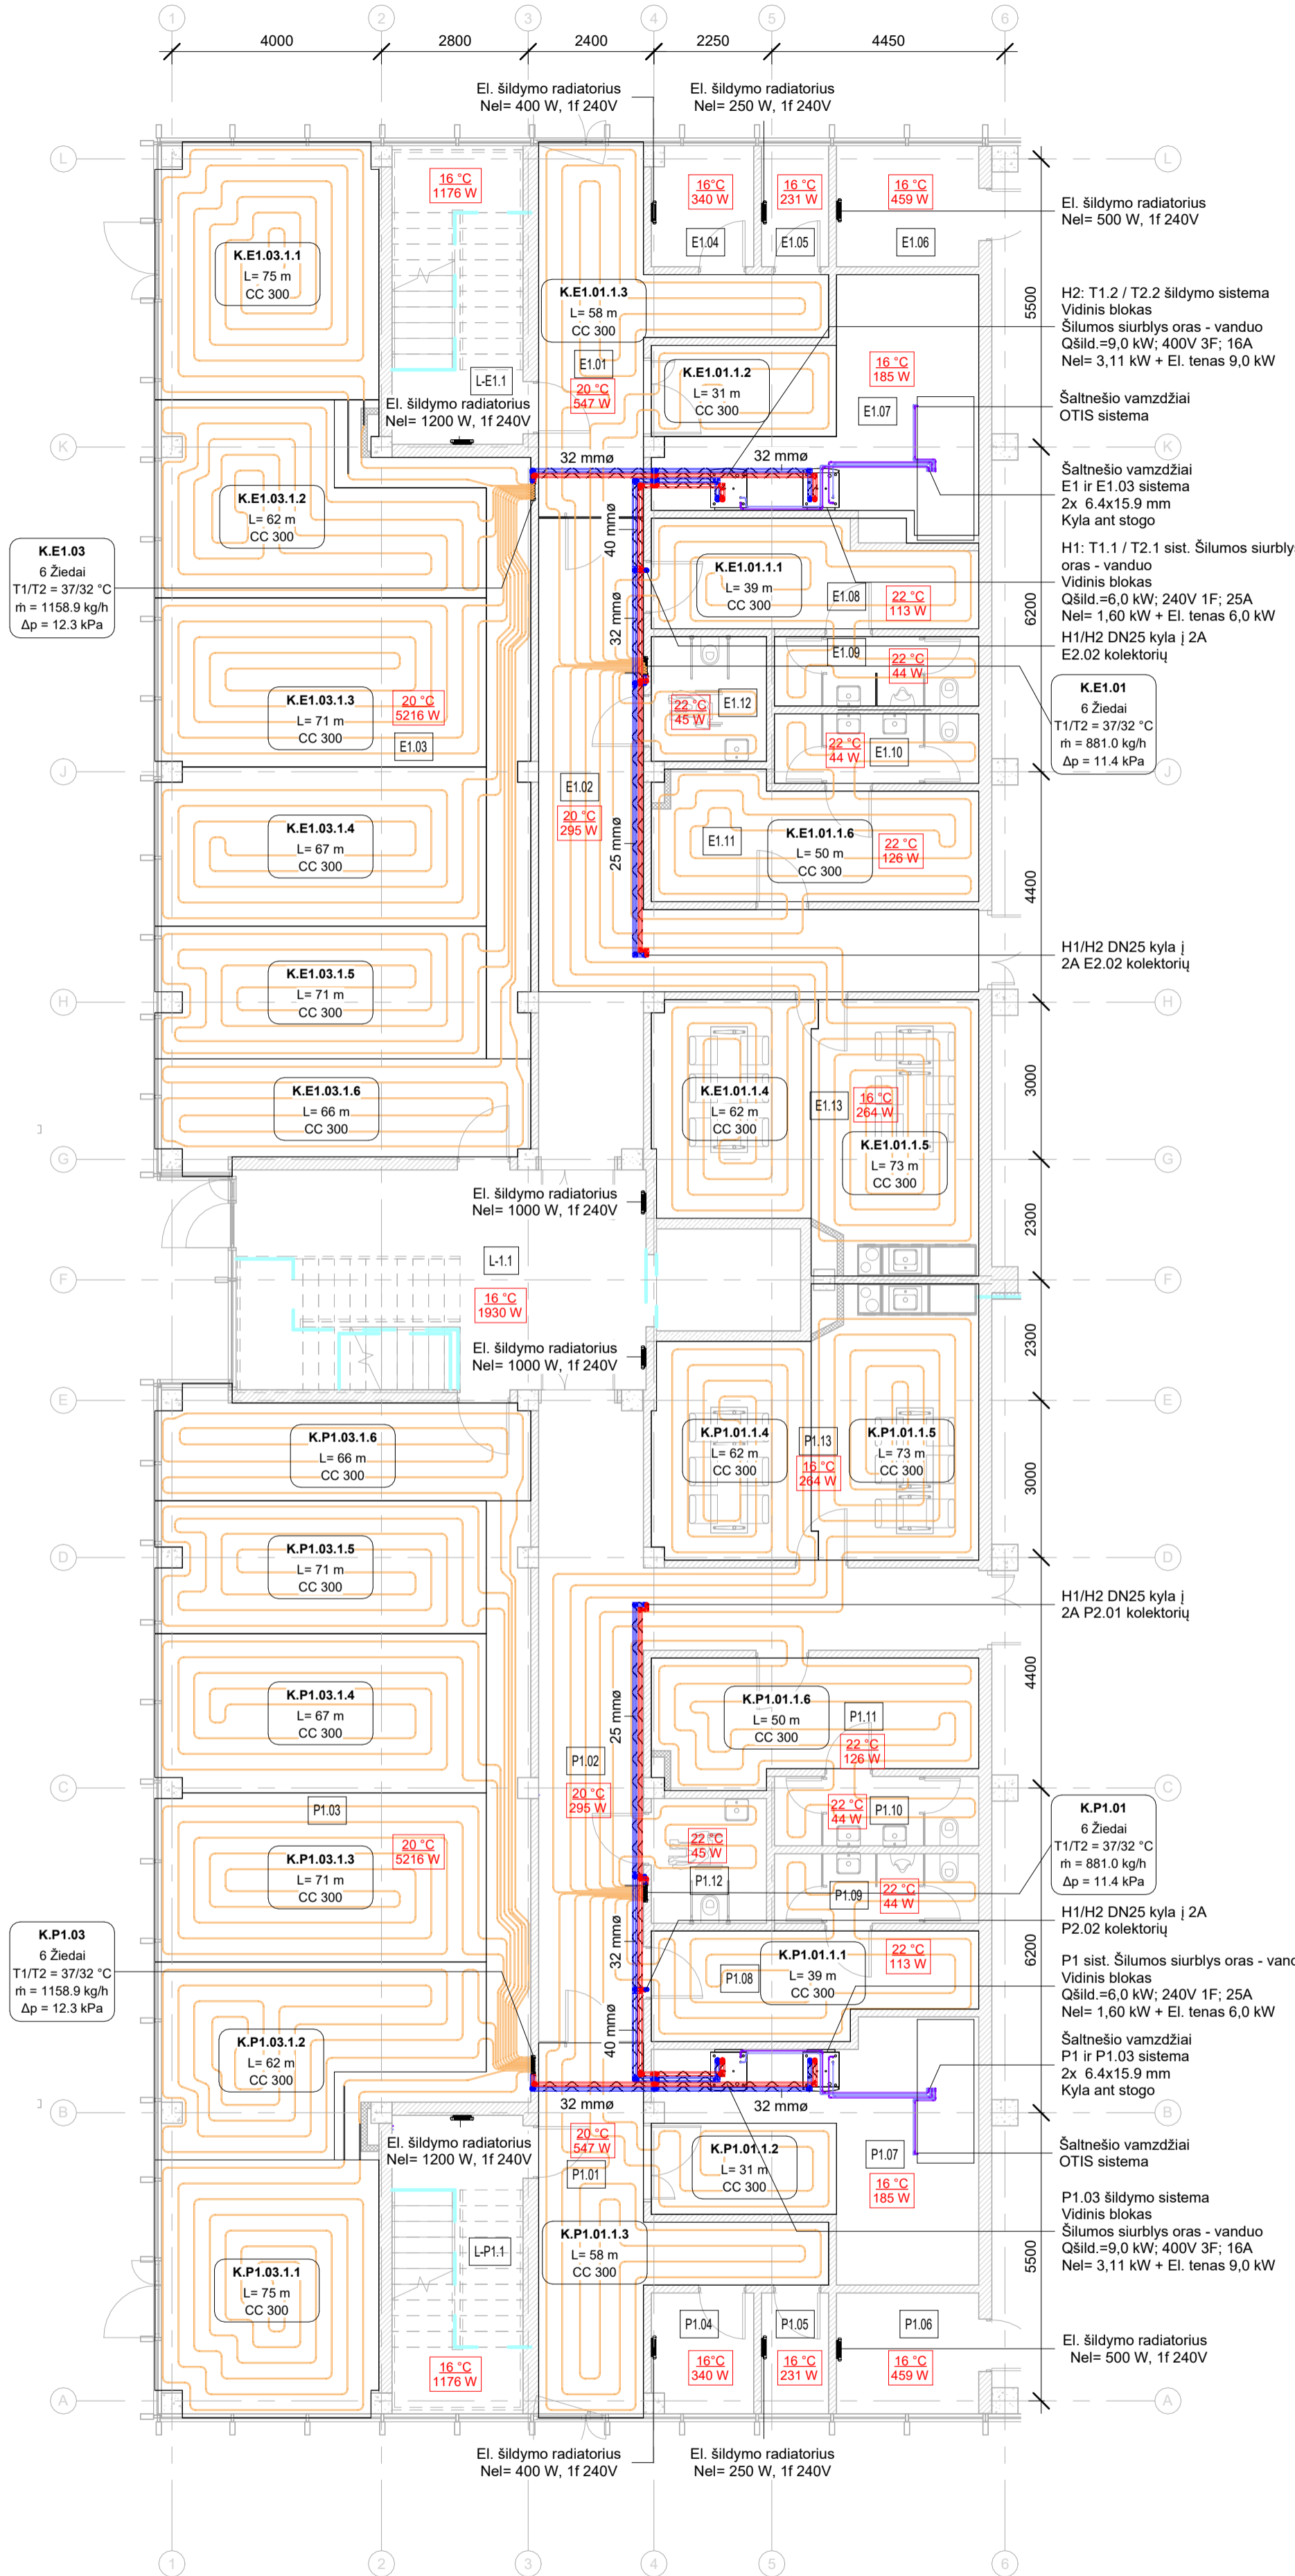 1
2
3
4
5
6
4000
2800
2400
2250
4450
El. šildymo radiatorius
Nel= 400 W, 1f 240V
El. šildymo radiatorius
Nel= 250 W, 1f 240V
L
L
16 °C
1176 W
16°C
340 W
16 °C
231 W
16 °C
459 W
El. šildymo radiatorius
Nel= 500 W, 1f 240V
E1.04
E1.05
E1.06
K.E1.03.1.1
L= 75 m
CC 300
K.E1.01.1.3
L= 58 m
CC 300
5500
H2: T1.2 / T2.2 šildymo sistema
Vidinis blokas
Šilumos siurblys oras - vanduo
Qšild.=9,0 kW; 400V 3F; 16A
Nel= 3,11 kW + El. tenas 9,0 kW
E1.01
20 °C
547 W
L-E1.1
K.E1.01.1.2
L= 31 m
CC 300
16 °C
185 W
E1.07
Šaltnešio vamzdžiai
OTIS sistema
El. šildymo radiatorius
Nel= 1200 W, 1f 240V
K
K
32 mmø
32 mmø
Šaltnešio vamzdžiai
E1 ir E1.03 sistema
2x 6.4x15.9 mm
Kyla ant stogo
K.E1.03.1.2
L= 62 m
CC 300
40 mmø
K.E1.03
6 Žiedai
T1/T2 = 37/32 °C
ṁ = 1158.9 kg/h
Δp = 12.3 kPa
K.E1.01.1.1
L= 39 m
CC 300
E1.08
22 °C
113 W
H1: T1.1 / T2.1 sist. Šilumos siurblys
oras - vanduo
Vidinis blokas
Qšild.=6,0 kW; 240V 1F; 25A
Nel= 1,60 kW + El. tenas 6,0 kW
6200
32 mmø
H1/H2 DN25 kyla į 2A
E2.02 kolektorių
E1.09
22 °C
44 W
K.E1.03.1.3
L= 71 m
CC 300
20 °C
5216 W
E1.03
22 °C
45 W
E1.12
K.E1.01
6 Žiedai
T1/T2 = 37/32 °C
ṁ = 881.0 kg/h
Δp = 11.4 kPa
22 °C
44 W
E1.10
J
J
E1.02
20 °C
295 W
K.E1.03.1.4
L= 67 m
CC 300
25 mmø
E1.11
K.E1.01.1.6
L= 50 m
CC 300
22 °C
126 W
4400
K.E1.03.1.5
L= 71 m
CC 300
H1/H2 DN25 kyla į
2A E2.02 kolektorių
H
H
K.E1.03.1.6
L= 66 m
CC 300
K.E1.01.1.4
L= 62 m
CC 300
E1.13
16 °C
264 W
3000
K.E1.01.1.5
L= 73 m
CC 300
G
G
El. šildymo radiatorius
Nel= 1000 W, 1f 240V
2300
L-1.1
F
F
16 °C
1930 W
El. šildymo radiatorius
Nel= 1000 W, 1f 240V
2300
E
E
K.P1.03.1.6
L= 66 m
CC 300
K.P1.01.1.4
L= 62 m
CC 300
P1.13
16 °C
264 W
K.P1.01.1.5
L= 73 m
CC 300
3000
D
D
K.P1.03.1.5
L= 71 m
CC 300
H1/H2 DN25 kyla į
2A P2.01 kolektorių
4400
K.P1.03.1.4
L= 67 m
CC 300
25 mmø
K.P1.01.1.6
L= 50 m
CC 300
P1.11
22 °C
126 W
P1.02
20 °C
295 W
C
C
P1.03
22 °C
44 W
P1.10
K.P1.01
6 Žiedai
T1/T2 = 37/32 °C
ṁ = 881.0 kg/h
Δp = 11.4 kPa
20 °C
5216 W
K.P1.03.1.3
L= 71 m
CC 300
22 °C
45 W
P1.12
P1.09
22 °C
44 W
H1/H2 DN25 kyla į 2A
P2.02 kolektorių
K.P1.03
6 Žiedai
T1/T2 = 37/32 °C
ṁ = 1158.9 kg/h
Δp = 12.3 kPa
32 mmø
K.P1.01.1.1
L= 39 m
CC 300
P1.08
22 °C
113 W
6200
P1 sist. Šilumos siurblys oras - vand
Vidinis blokas
Qšild.=6,0 kW; 240V 1F; 25A
Nel= 1,60 kW + El. tenas 6,0 kW
K.P1.03.1.2
L= 62 m
CC 300
40 mmø
Šaltnešio vamzdžiai
P1 ir P1.03 sistema
2x 6.4x15.9 mm
Kyla ant stogo
32 mmø
32 mmø
B
B
El. šildymo radiatorius
Nel= 1200 W, 1f 240V
20 °C
547 W
P1.01
K.P1.01.1.2
L= 31 m
CC 300
P1.07
16 °C
185 W
Šaltnešio vamzdžiai
OTIS sistema
P1.03 šildymo sistema
Vidinis blokas
Šilumos siurblys oras - vanduo
Qšild.=9,0 kW; 400V 3F; 16A
Nel= 3,11 kW + El. tenas 9,0 kW
L-P1.1
K.P1.01.1.3
L= 58 m
CC 300
5500
K.P1.03.1.1
L= 75 m
CC 300
P1.04
P1.05
P1.06
El. šildymo radiatorius
Nel= 500 W, 1f 240V
16 °C
1176 W
16°C
340 W
16 °C
231 W
16 °C
459 W
A
A
El. šildymo radiatorius
Nel= 400 W, 1f 240V
El. šildymo radiatorius
Nel= 250 W, 1f 240V
1
2
3
4
5
6